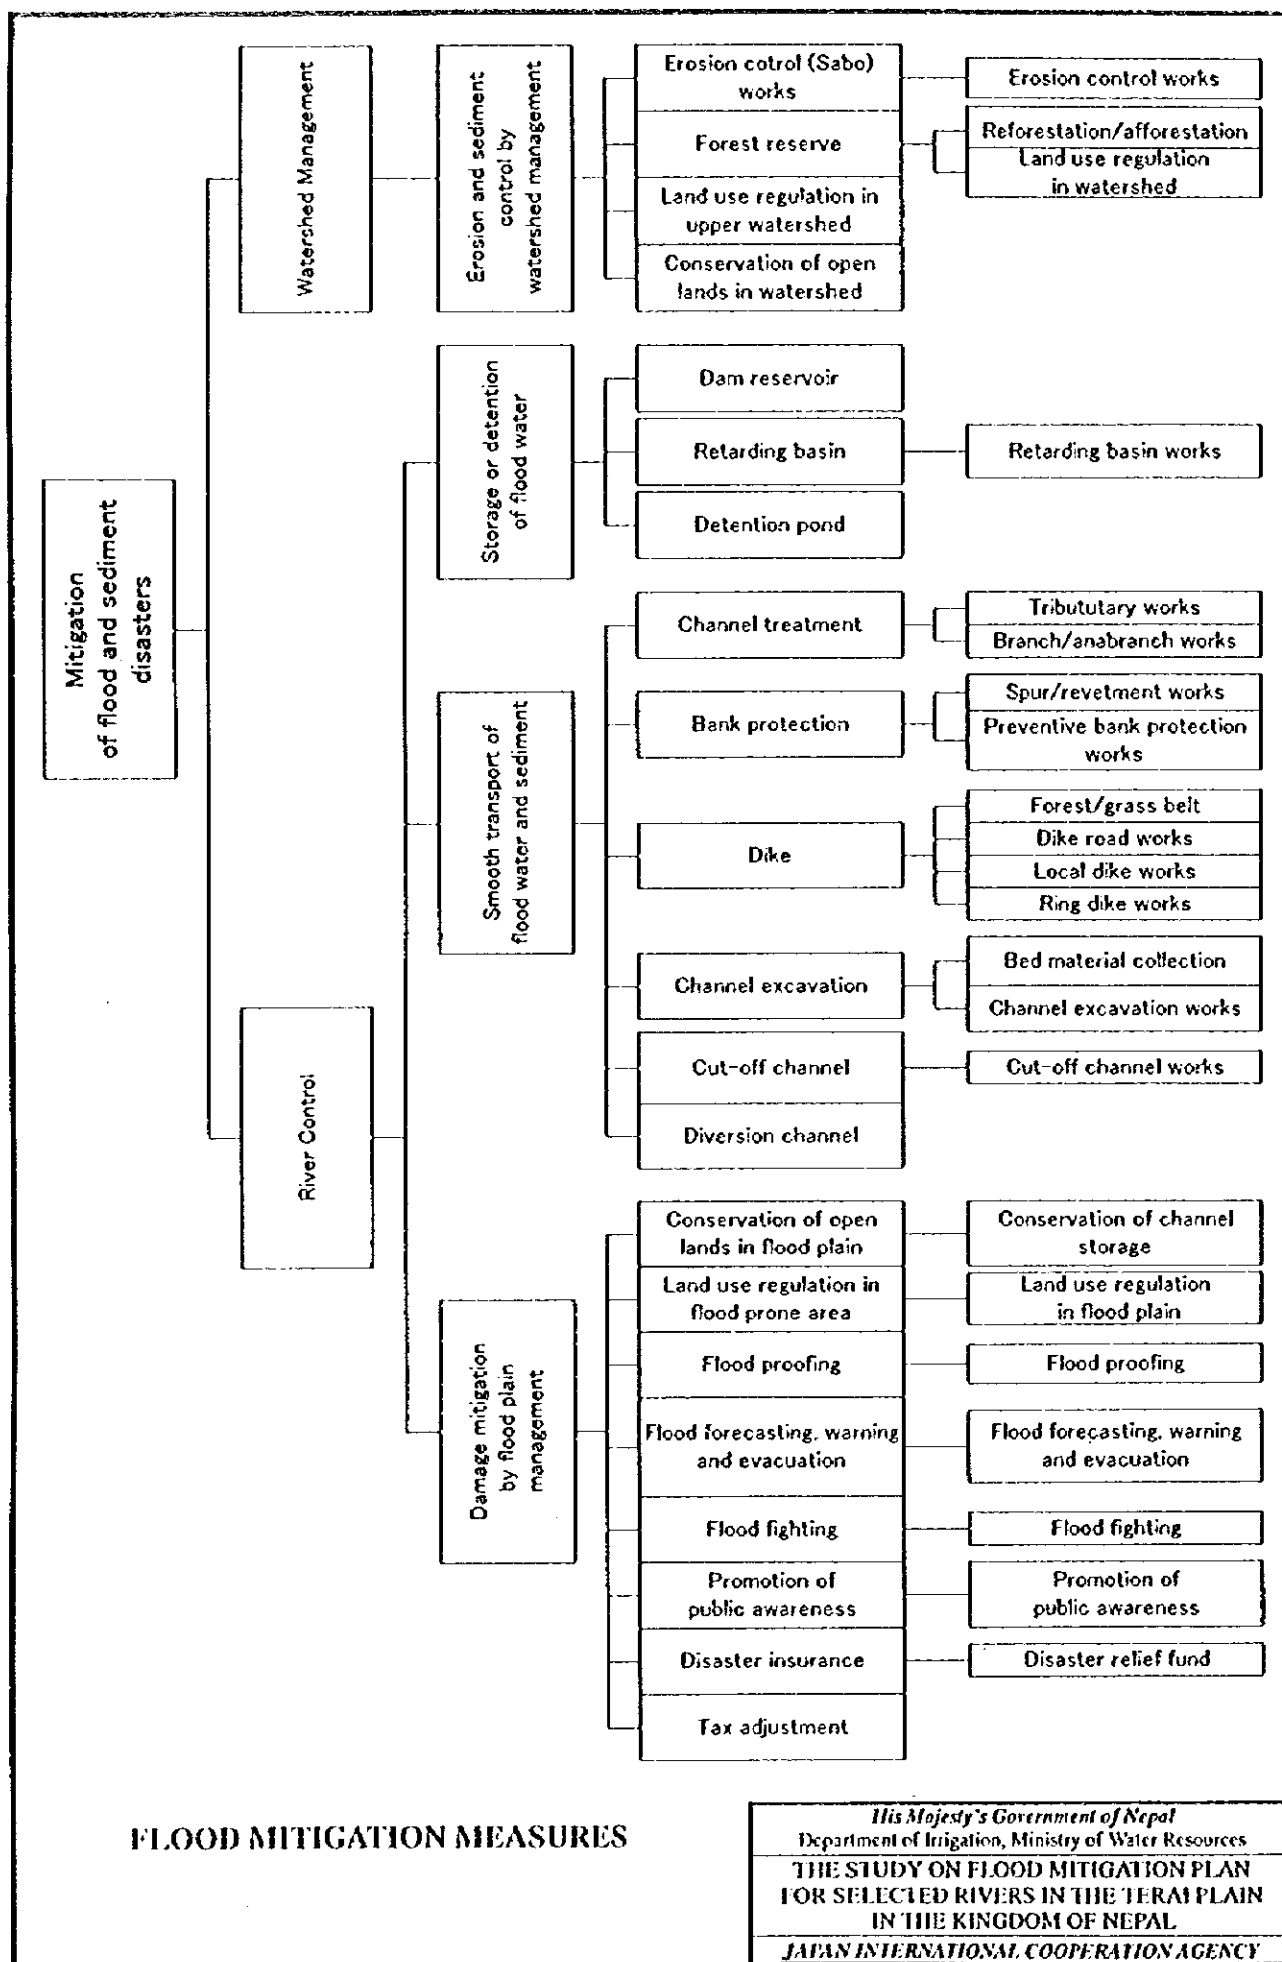 Mitigation
of flood and sediment
disasters
Watershed Management
River Control
Erosion and sediment
control by
watershed management
Storage or detention
of flood water
Smooth transport of
flood water and sediment
Damage mitigation
by flood plain
management
Erosion cotrol (Sabo)
works
Forest reserve
Land use regulation in
upper watershed
Conservation of open
lands in watershed
Dam reservoir
Retarding basin
Detention pond
Channel treatment
Bank protection
Dike
Channel excavation
Cut-off channel
Diversion channel
Conservation of open
lands in flood plain
Land use regulation in
flood prone area
Flood proofing
Flood forecasting, warning
and evacuation
Flood fighting
Promotion of
public awareness
Disaster insurance
Tax adjustment
Erosion control works
Reforestation/afforestation
Land use regulation
in watershed
Retarding basin works
Tribututary works
Branch/anabranch works
Spur/revetment works
Preventive bank protection
works
Forest/grass belt
Dike road works
Local dike works
Ring dike works
Bed material collection
Channel excavation works
Cut-off channel works
Conservation of channel
storage
Land use regulation
in flood plain
Flood proofing
Flood forecasting, warning
and evacuation
Flood fighting
Promotion of
public awareness
Disaster relief fund
FLOOD MITIGATION MEASURES
His Majesty's Government of Nepal
Department of Irrigation, Ministry of Water Resources
THE STUDY ON FLOOD MITIGATION PLAN
FOR SELECTED RIVERS IN THE TERAI PLAIN
IN THE KINGDOM OF NEPAL
JAPAN INTERNATIONAL COOPERATION AGENCY